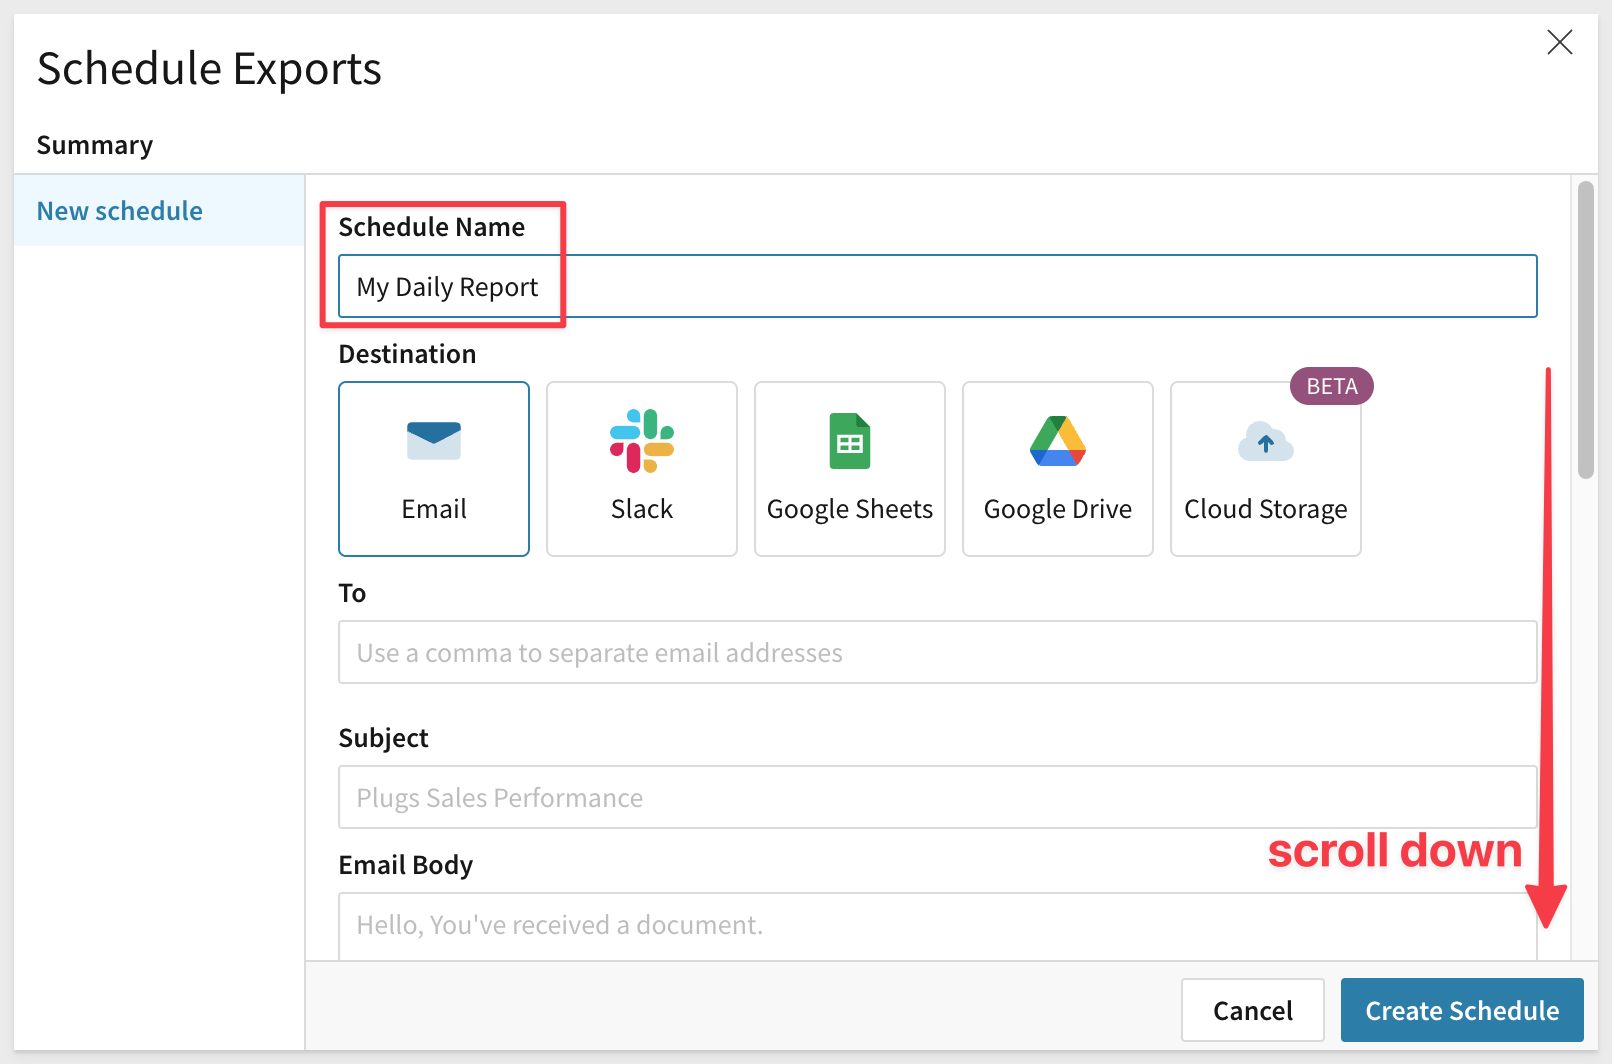 Schedule Exports
Summary
New schedule
Schedule Name
My Daily Report
Destination
BETA
Email
Slack
Google Sheets
Google Drive
Cloud Storage
To
Use a comma to separate email addresses
Subject
Plugs Sales Performance
scroll down
Email Body
Hello, You've received a document.
Cancel
Create Schedule